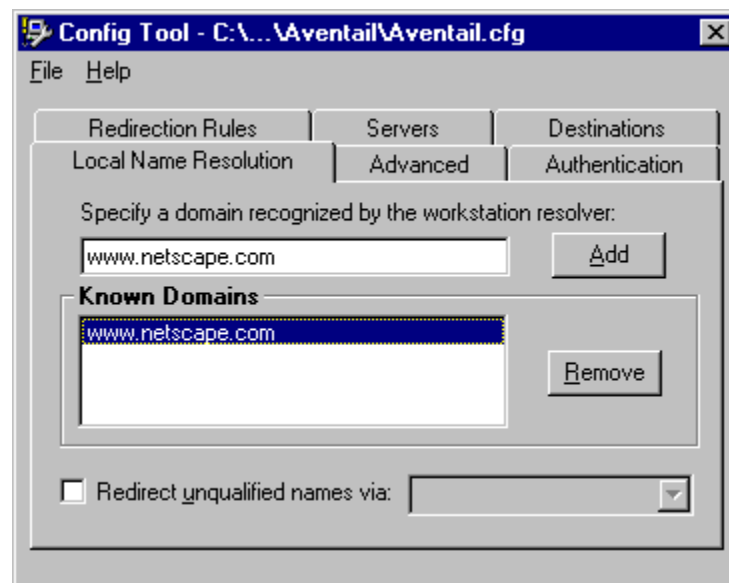 Config Tool - C:\...\Aventail\Aventail.cfg
File Help
Redirection Rules Servers Destinations
Local Name Resolution Advanced Authentication
Specify a domain recognized by the workstation resolver:
www.netscape.com Add
Known Domains
www.netscape.com
Remove
Redirect unqualified names via: